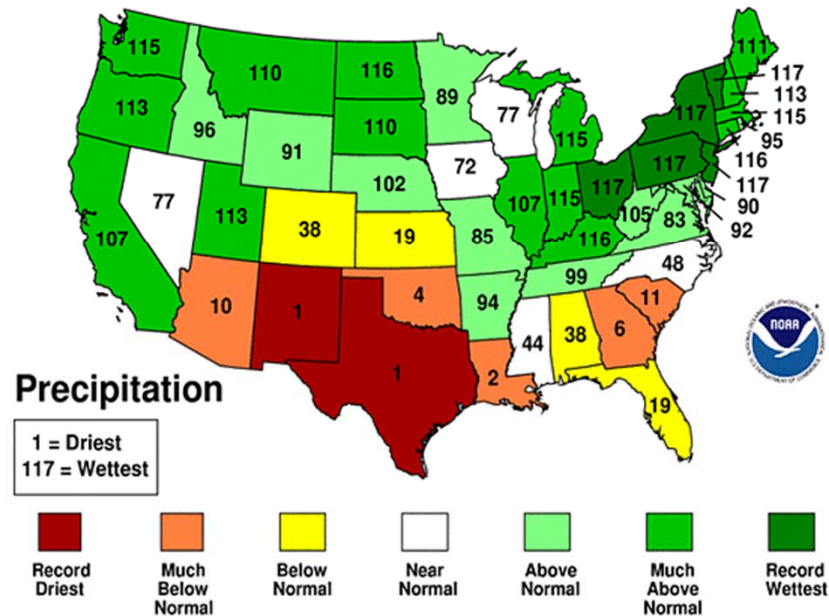 115
110
116
89
77
111
117
113
115
95
116
117
90
92
113
96
91
110
72
115
117
117
117
77
113
102
107
115
105
83
107
38
19
85
116
48
10
1
4
94
99
11
1
2
44
38
6
19
NOAA
Precipitation
1 = Driest
117 = Wettest
Record
Driest
Much
Below
Normal
Below
Normal
Near
Normal
Above
Normal
Much
Above
Normal
Record
Wettest